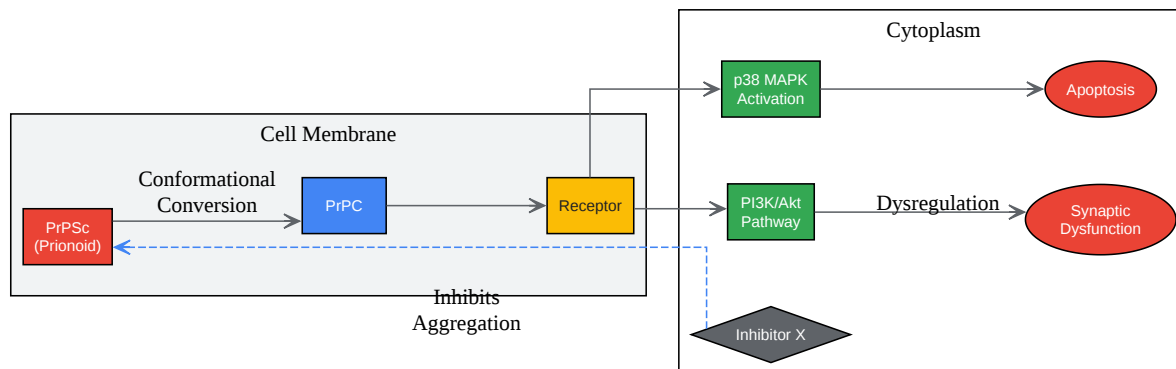 Cytoplasm
p38 MAPK
Activation
Apoptosis
Cell Membrane
Conformational
Conversion
PrPC
Receptor
PrPSc
(Prionoid)
PI3K/Akt
Pathway
Dysregulation
Synaptic
Dysfunction
Inhibits
Aggregation
Inhibitor X